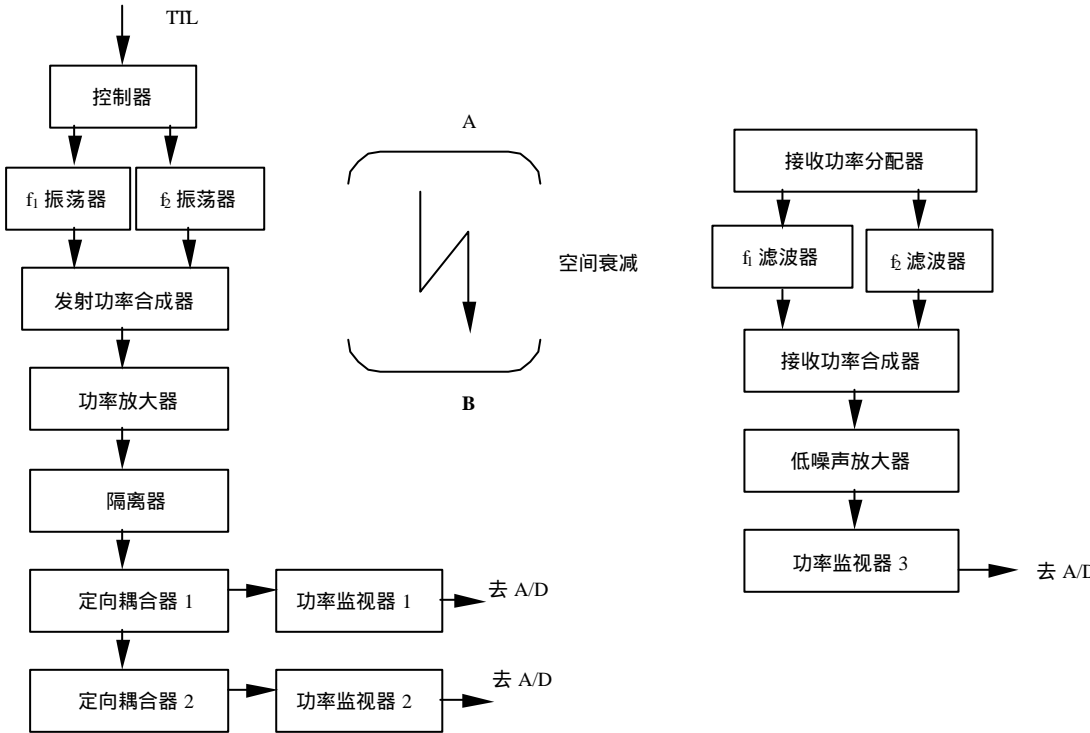 TTL
控制器
f1 振荡器
f2 振荡器
发射功率合成器
功率放大器
隔离器
定向耦合器 1
功率监视器 1
去 A/D
定向耦合器 2
功率监视器 2
去 A/D
A
空间衰减
B
接收功率分配器
f1 滤波器
f2 滤波器
接收功率合成器
低噪声放大器
功率监视器 3
去 A/D